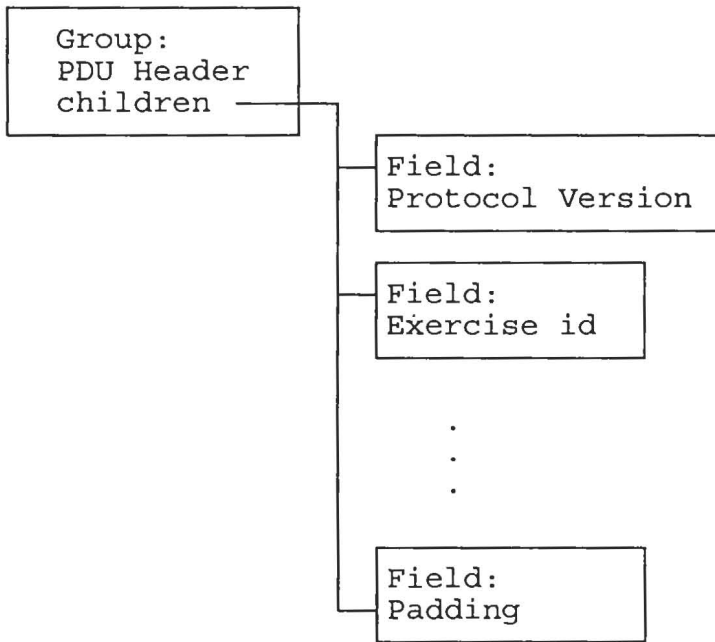 Group:
PDU Header
children
Field:
Protocol Version
Field:
Exercise id
.
.
.
Field:
Padding